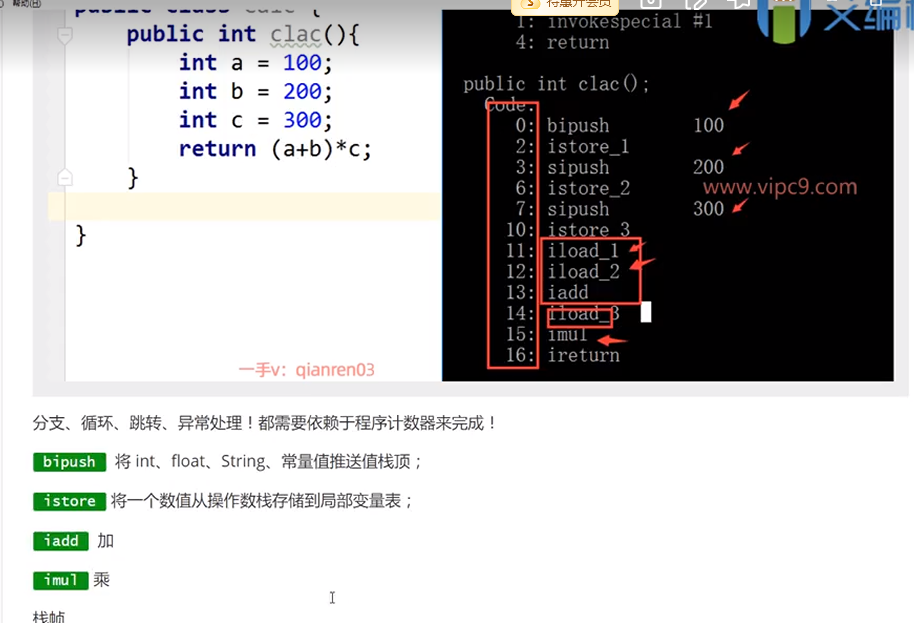 帮助(H)
特惠开会员
public class calc {
public int clac(){
int a = 100;
int b = 200;
int c = 300;
return (a+b)*c;
}
}
一手v：qianren03
1: invokespecial #1
4: return
public int clac();
Code:
0: bipush 100
2: istore_1
3: sipush 200
6: istore_2
www.vipc9.com
7: sipush 300
10: istore_3
11: iload_1
12: iload_2
13: iadd
14: iload_3
15: imul
16: ireturn
分支、循环、跳转、异常处理！都需要依赖于程序计数器来完成！
bipush 将 int、float、String、常量值推送值栈顶；
istore 将一个数值从操作数栈存储到局部变量表；
iadd 加
imul 乘
栈帧